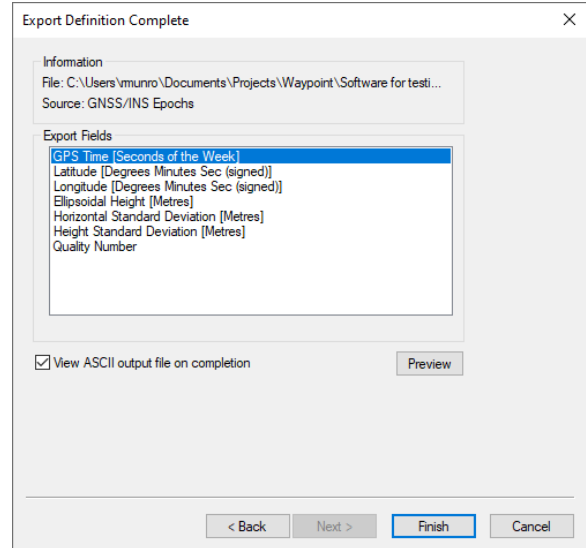 Export Definition Complete
Information
File: C:\Users\rmunro\Documents\Projects\Waypoint\Software for testi...
Source: GNSS/INS Epochs
Export Fields
GPS Time [Seconds of the Week]
Latitude [Degrees Minutes Sec (signed)]
Longitude [Degrees Minutes Sec (signed)]
Ellipsoidal Height [Metres]
Horizontal Standard Deviation [Metres]
Height Standard Deviation [Metres]
Quality Number
View ASCII output file on completion
Preview
< Back
Next >
Finish
Cancel